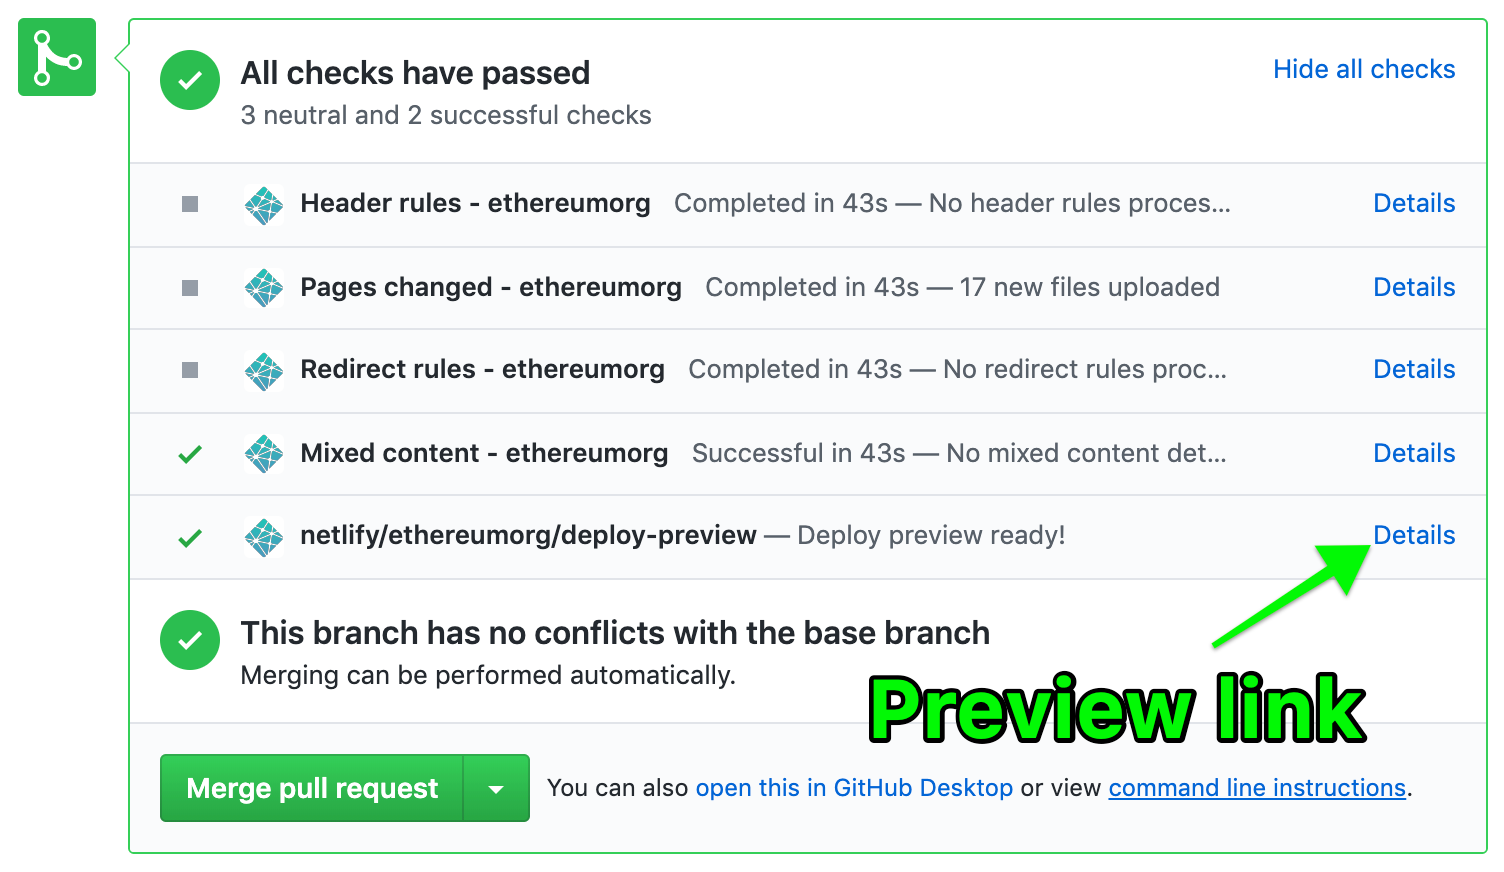 All checks have passed
Hide all checks
3 neutral and 2 successful checks
Header rules - ethereumorg Completed in 43s — No header rules proces... Details
Pages changed - ethereumorg Completed in 43s — 17 new files uploaded Details
Redirect rules - ethereumorg Completed in 43s — No redirect rules proc... Details
Mixed content - ethereumorg Successful in 43s — No mixed content det... Details
netlify/ethereumorg/deploy-preview — Deploy preview ready! Details
This branch has no conflicts with the base branch
Merging can be performed automatically.
Preview link
Merge pull request You can also open this in GitHub Desktop or view command line instructions.